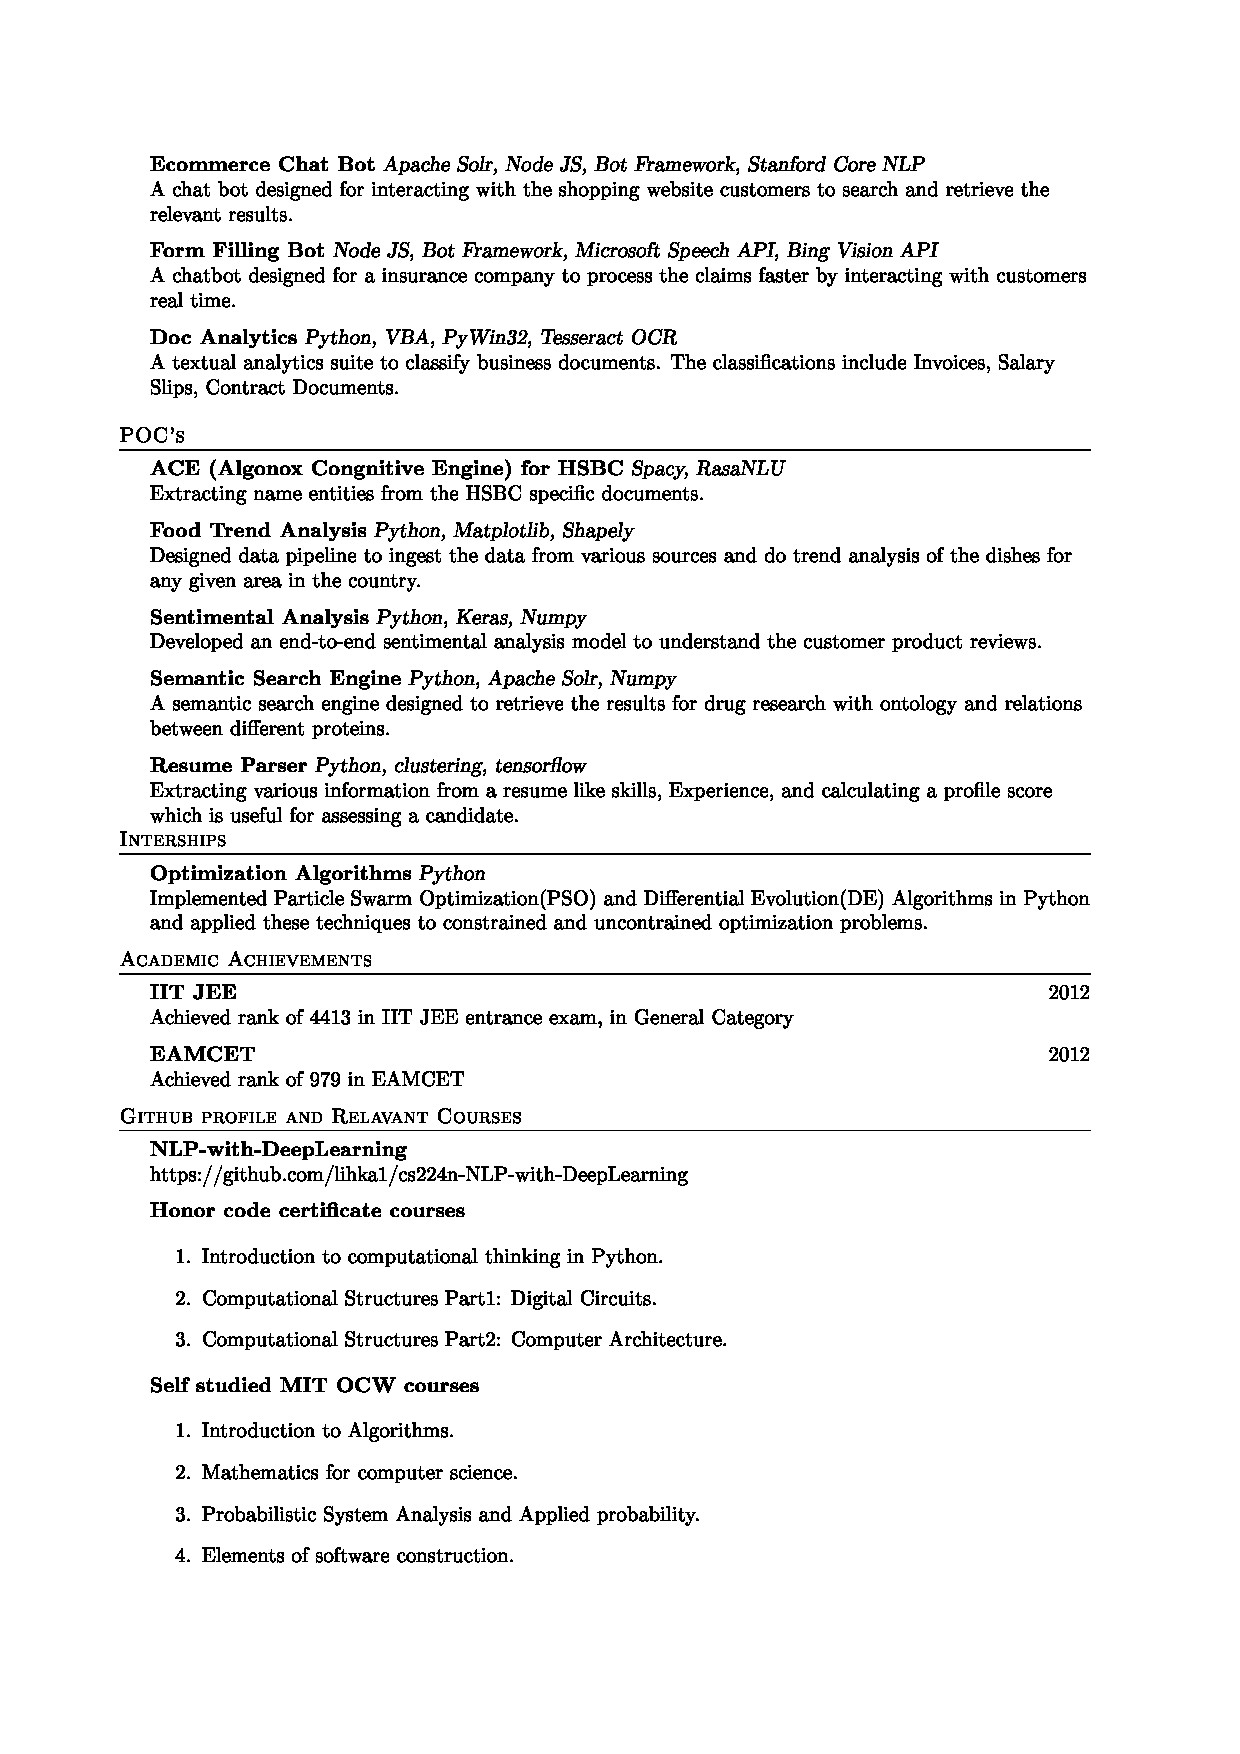 Ecommerce Chat Bot Apache Solr, Node JS, Bot Framework, Stanford Core NLP
A chat bot designed for interacting with the shopping website customers to search and retrieve the
relevant results.
Form Filling Bot Node JS, Bot Framework, Microsoft Speech API, Bing Vision API
A chatbot designed for a insurance company to process the claims faster by interacting with customers
real time.
Doc Analytics Python, VBA, PyWin32, Tesseract OCR
A textual analytics suite to classify business documents. The classifications include Invoices, Salary
Slips, Contract Documents.
POC's
ACE (Algonox Congnitive Engine) for HSBC Spacy, RasaNLU
Extracting name entities from the HSBC specific documents.
Food Trend Analysis Python, Matplotlib, Shapely
Designed data pipeline to ingest the data from various sources and do trend analysis of the dishes for
any given area in the country.
Sentimental Analysis Python, Keras, Numpy
Developed an end-to-end sentimental analysis model to understand the customer product reviews.
Semantic Search Engine Python, Apache Solr, Numpy
A semantic search engine designed to retrieve the results for drug research with ontology and relations
between different proteins.
Resume Parser Python, clustering, tensorflow
Extracting various information from a resume like skills, Experience, and calculating a profile score
which is useful for assessing a candidate.
Interships
Optimization Algorithms Python
Implemented Particle Swarm Optimization(PSO) and Differential Evolution(DE) Algorithms in Python
and applied these techniques to constrained and uncontrained optimization problems.
Academic Achievements
IIT JEE 2012
Achieved rank of 4413 in IIT JEE entrance exam, in General Category
EAMCET 2012
Achieved rank of 979 in EAMCET
Github profile and Relavant Courses
NLP-with-DeepLearning
https://github.com/lihka1/cs224n-NLP-with-DeepLearning
Honor code certificate courses
1. Introduction to computational thinking in Python.
2. Computational Structures Part1: Digital Circuits.
3. Computational Structures Part2: Computer Architecture.
Self studied MIT OCW courses
1. Introduction to Algorithms.
2. Mathematics for computer science.
3. Probabilistic System Analysis and Applied probability.
4. Elements of software construction.